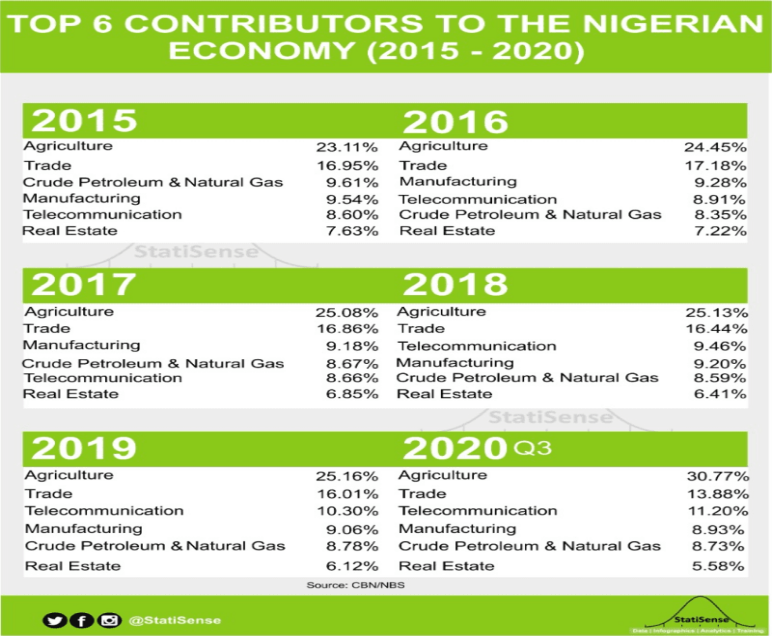 TOP 6 CONTRIBUTORS TO THE NIGERIAN
ECONOMY (2015 - 2020)
2015
Agriculture 23.11%
Trade 16.95%
Crude Petroleum & Natural Gas 9.61%
Manufacturing 9.54%
Telecommunication 8.60%
Real Estate 7.63%
2016
Agriculture 24.45%
Trade 17.18%
Manufacturing 9.28%
Telecommunication 8.91%
Crude Petroleum & Natural Gas 8.35%
Real Estate 7.22%
StatiSense
2017
Agriculture 25.08%
Trade 16.86%
Manufacturing 9.18%
Crude Petroleum & Natural Gas 8.67%
Telecommunication 8.66%
Real Estate 6.85%
2018
Agriculture 25.13%
Trade 16.44%
Telecommunication 9.46%
Manufacturing 9.20%
Crude Petroleum & Natural Gas 8.59%
Real Estate 6.41%
StatiSense
2019
Agriculture 25.16%
Trade 16.01%
Telecommunication 10.30%
Manufacturing 9.06%
Crude Petroleum & Natural Gas 8.78%
Real Estate 6.12%
2020 Q3
Agriculture 30.77%
Trade 13.88%
Telecommunication 11.20%
Manufacturing 8.93%
Crude Petroleum & Natural Gas 8.73%
Real Estate 5.58%
Source: CBN/NBS
@StatiSense
StatiSense
Data | Infographics | Analytics | Training